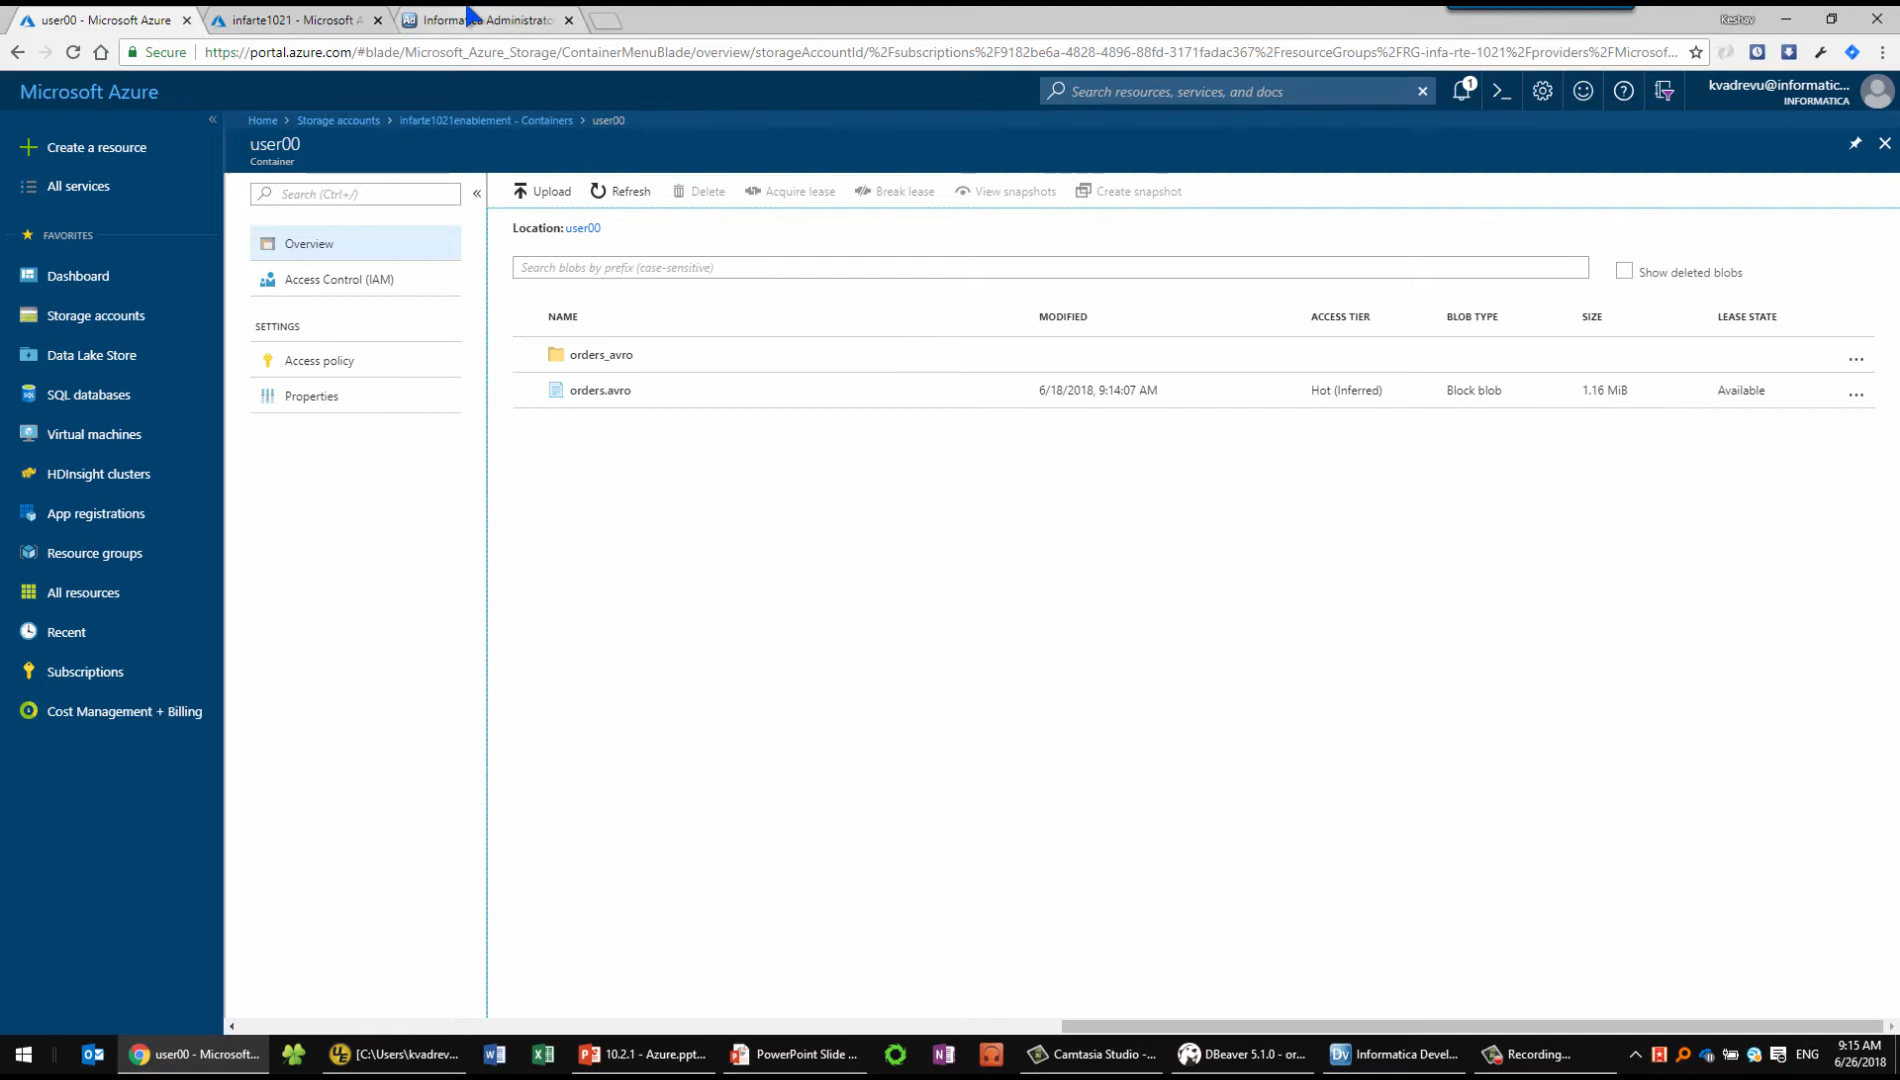 user00 - Microsoft Azure
infarte1021 - Microsoft A
Informatica Administrato
Keshav
Secure
https://portal.azure.com/#blade/Microsoft_Azure_Storage/ContainerMenuBlade/overview/storageAccountId/%2Fsubscriptions%2F9182be6a-4828-4896-88fd-3171fadac367%2FresourceGroups%2FRG-infa-rte-1021%2Fproviders%2FMicrosof...
Microsoft Azure
Search resources, services, and docs
1
kvadrevu@informatic...
INFORMATICA
Home > Storage accounts > infarte1021enablement - Containers > user00
user00
Container
Create a resource
All services
FAVORITES
Dashboard
Storage accounts
Data Lake Store
SQL databases
Virtual machines
HDInsight clusters
App registrations
Resource groups
All resources
Recent
Subscriptions
Cost Management + Billing
Search (Ctrl+/)
Overview
Access Control (IAM)
SETTINGS
Access policy
Properties
Upload Refresh Delete Acquire lease Break lease View snapshots Create snapshot
Location: user00
Search blobs by prefix (case-sensitive)
Show deleted blobs
NAME MODIFIED ACCESS TIER BLOB TYPE SIZE LEASE STATE
orders_avro ...
orders.avro 6/18/2018, 9:14:07 AM Hot (Inferred) Block blob 1.16 MiB Available ...
user00 - Microsoft...
[C:\Users\kvadrev...
10.2.1 - Azure.ppt...
PowerPoint Slide ...
Camtasia Studio -...
DBeaver 5.1.0 - or...
Informatica Devel...
Recording...
ENG
9:15 AM
6/26/2018